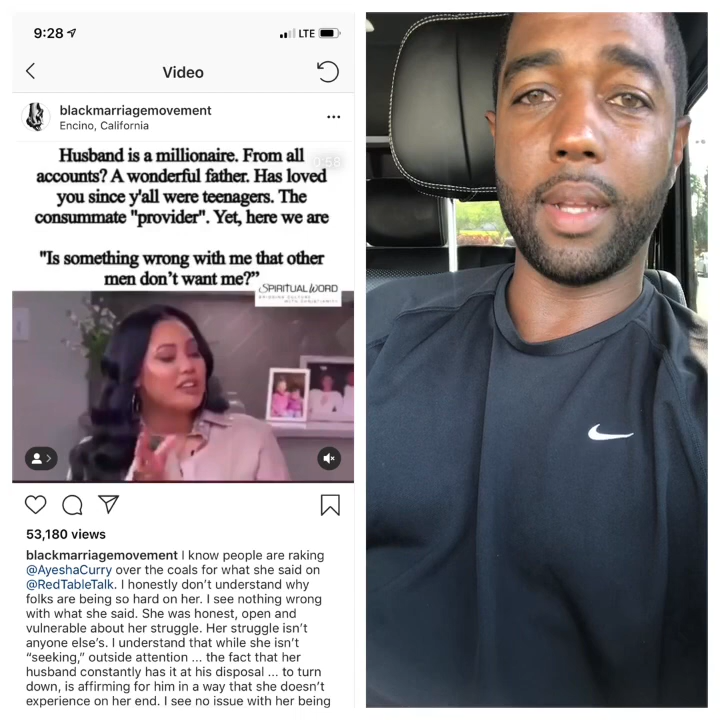 9:28
LTE
Video
blackmarriagemovement
Encino, California
Husband is a millionaire. From all
0:58
accounts? A wonderful father. Has loved
you since y'all were teenagers. The
consummate "provider". Yet, here we are
"Is something wrong with me that other
men don't want me?”
SPIRITUAL WORD
53,180 views
blackmarriagemovement I know people are raking
@AyeshaCurry over the coals for what she said on
@RedTableTalk. I honestly don’t understand why
folks are being so hard on her. I see nothing wrong
with what she said. She was honest, open and
vulnerable about her struggle. Her struggle isn’t
anyone else’s. I understand that while she isn’t
“seeking,” outside attention ... the fact that her
husband constantly has it at his disposal ... to turn
down, is affirming for him in a way that she doesn’t
experience on her end. I see no issue with her being